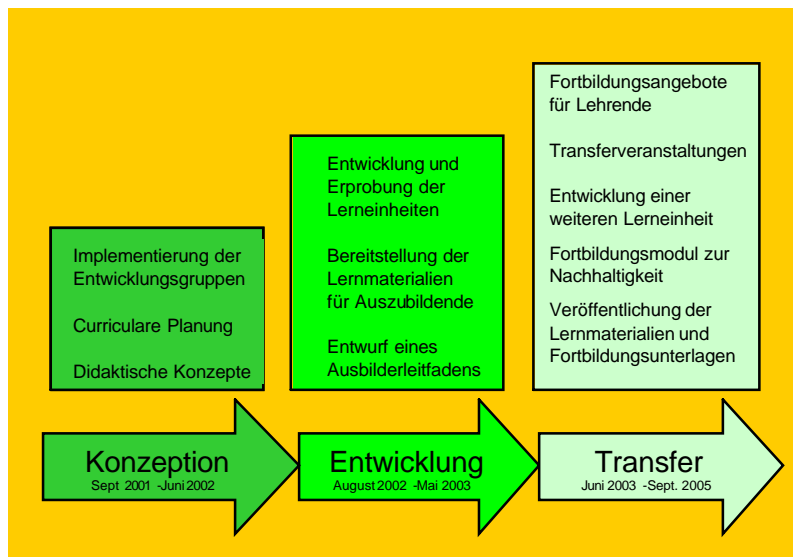 Implementierung der
Entwicklungsgruppen
Curriculare Planung
Didaktische Konzepte
Entwicklung und
Erprobung der
Lerneinheiten
Bereitstellung der
Lernmaterialien
für Auszubildende
Entwurf eines
Ausbilderleitfadens
Fortbildungsangebote
für Lehrende
Transferveranstaltungen
Entwicklung einer
weiteren Lerneinheit
Fortbildungsmodul zur
Nachhaltigkeit
Veröffentlichung der
Lernmaterialien und
Fortbildungsunterlagen
Konzeption
Sept 2001 -Juni 2002
Entwicklung
August 2002 -Mai 2003
Transfer
Juni 2003 -Sept. 2005